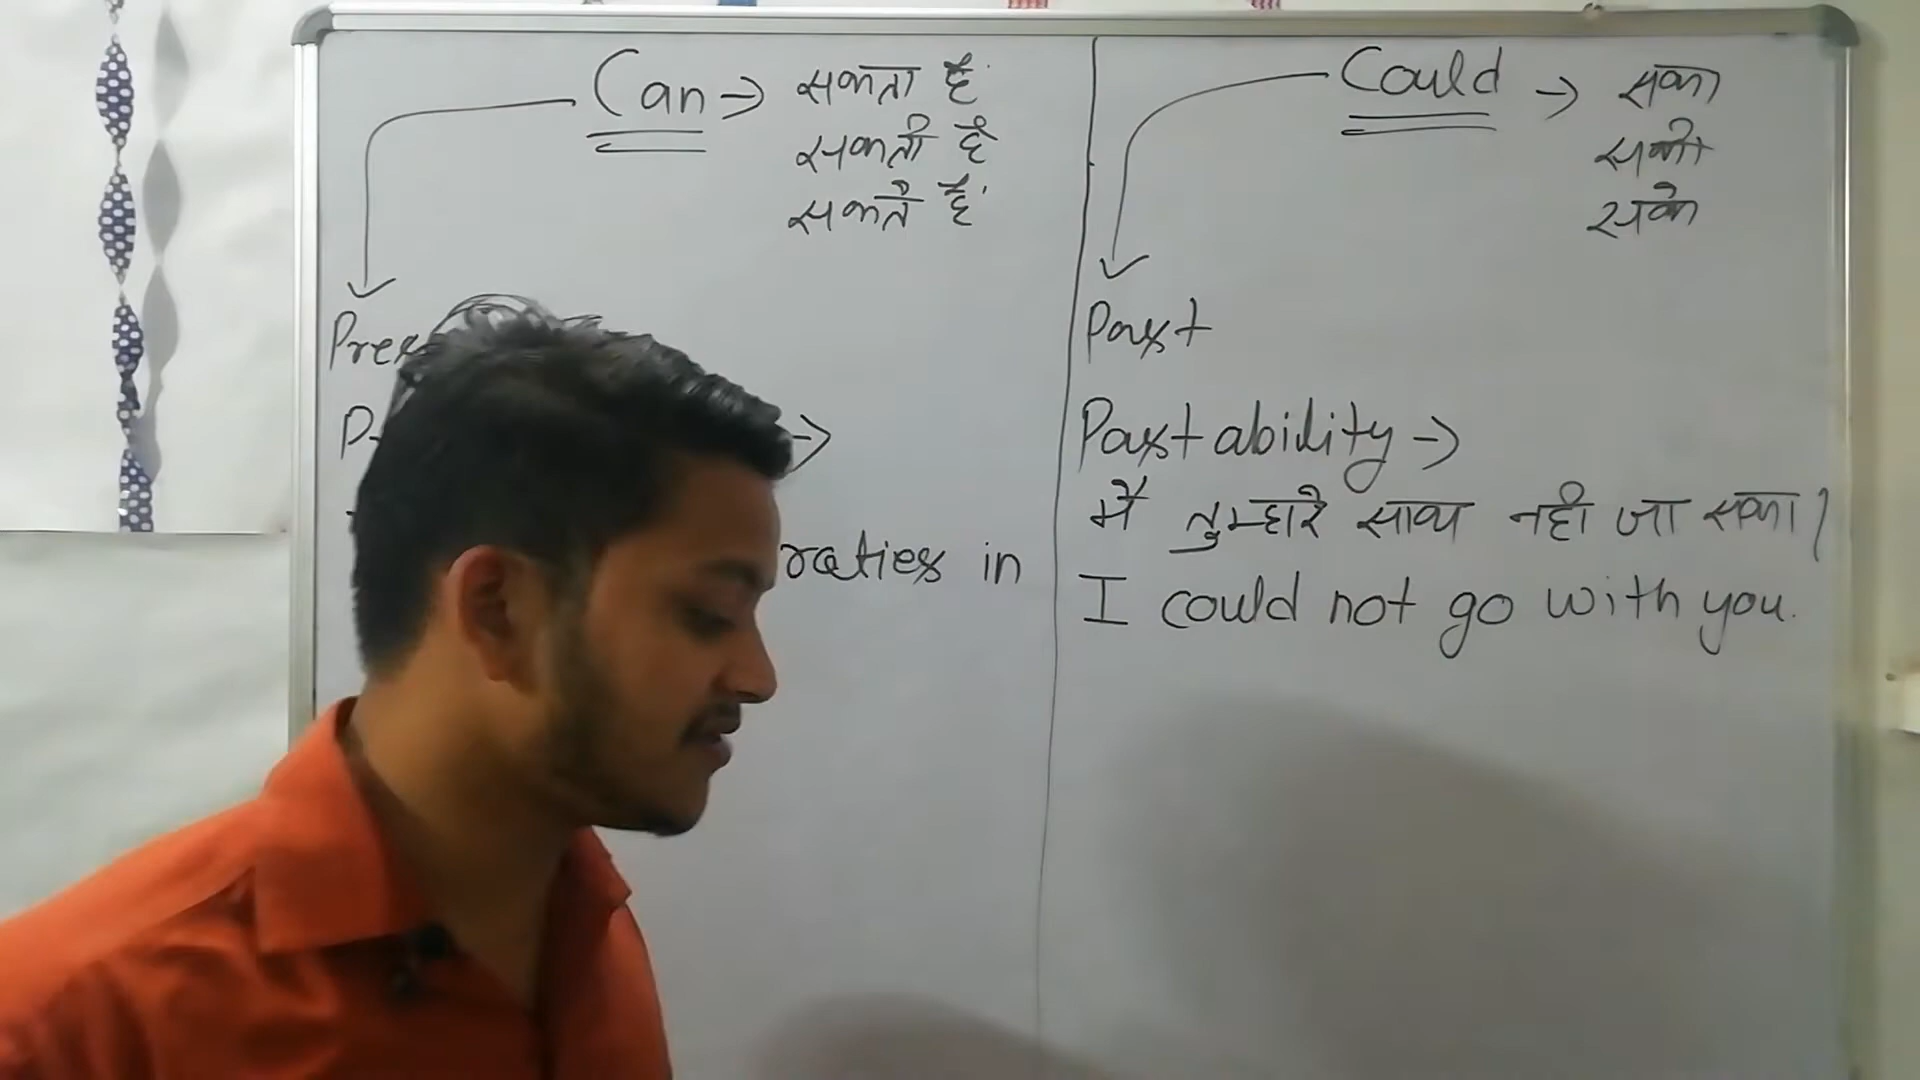 Can → सकता है
सकती है
सकते हैं
raties in
Could → सका
सकी
सके
Past
Past ability →
मैं तुम्हारे साथ नही जा सका।
I could not go with you.